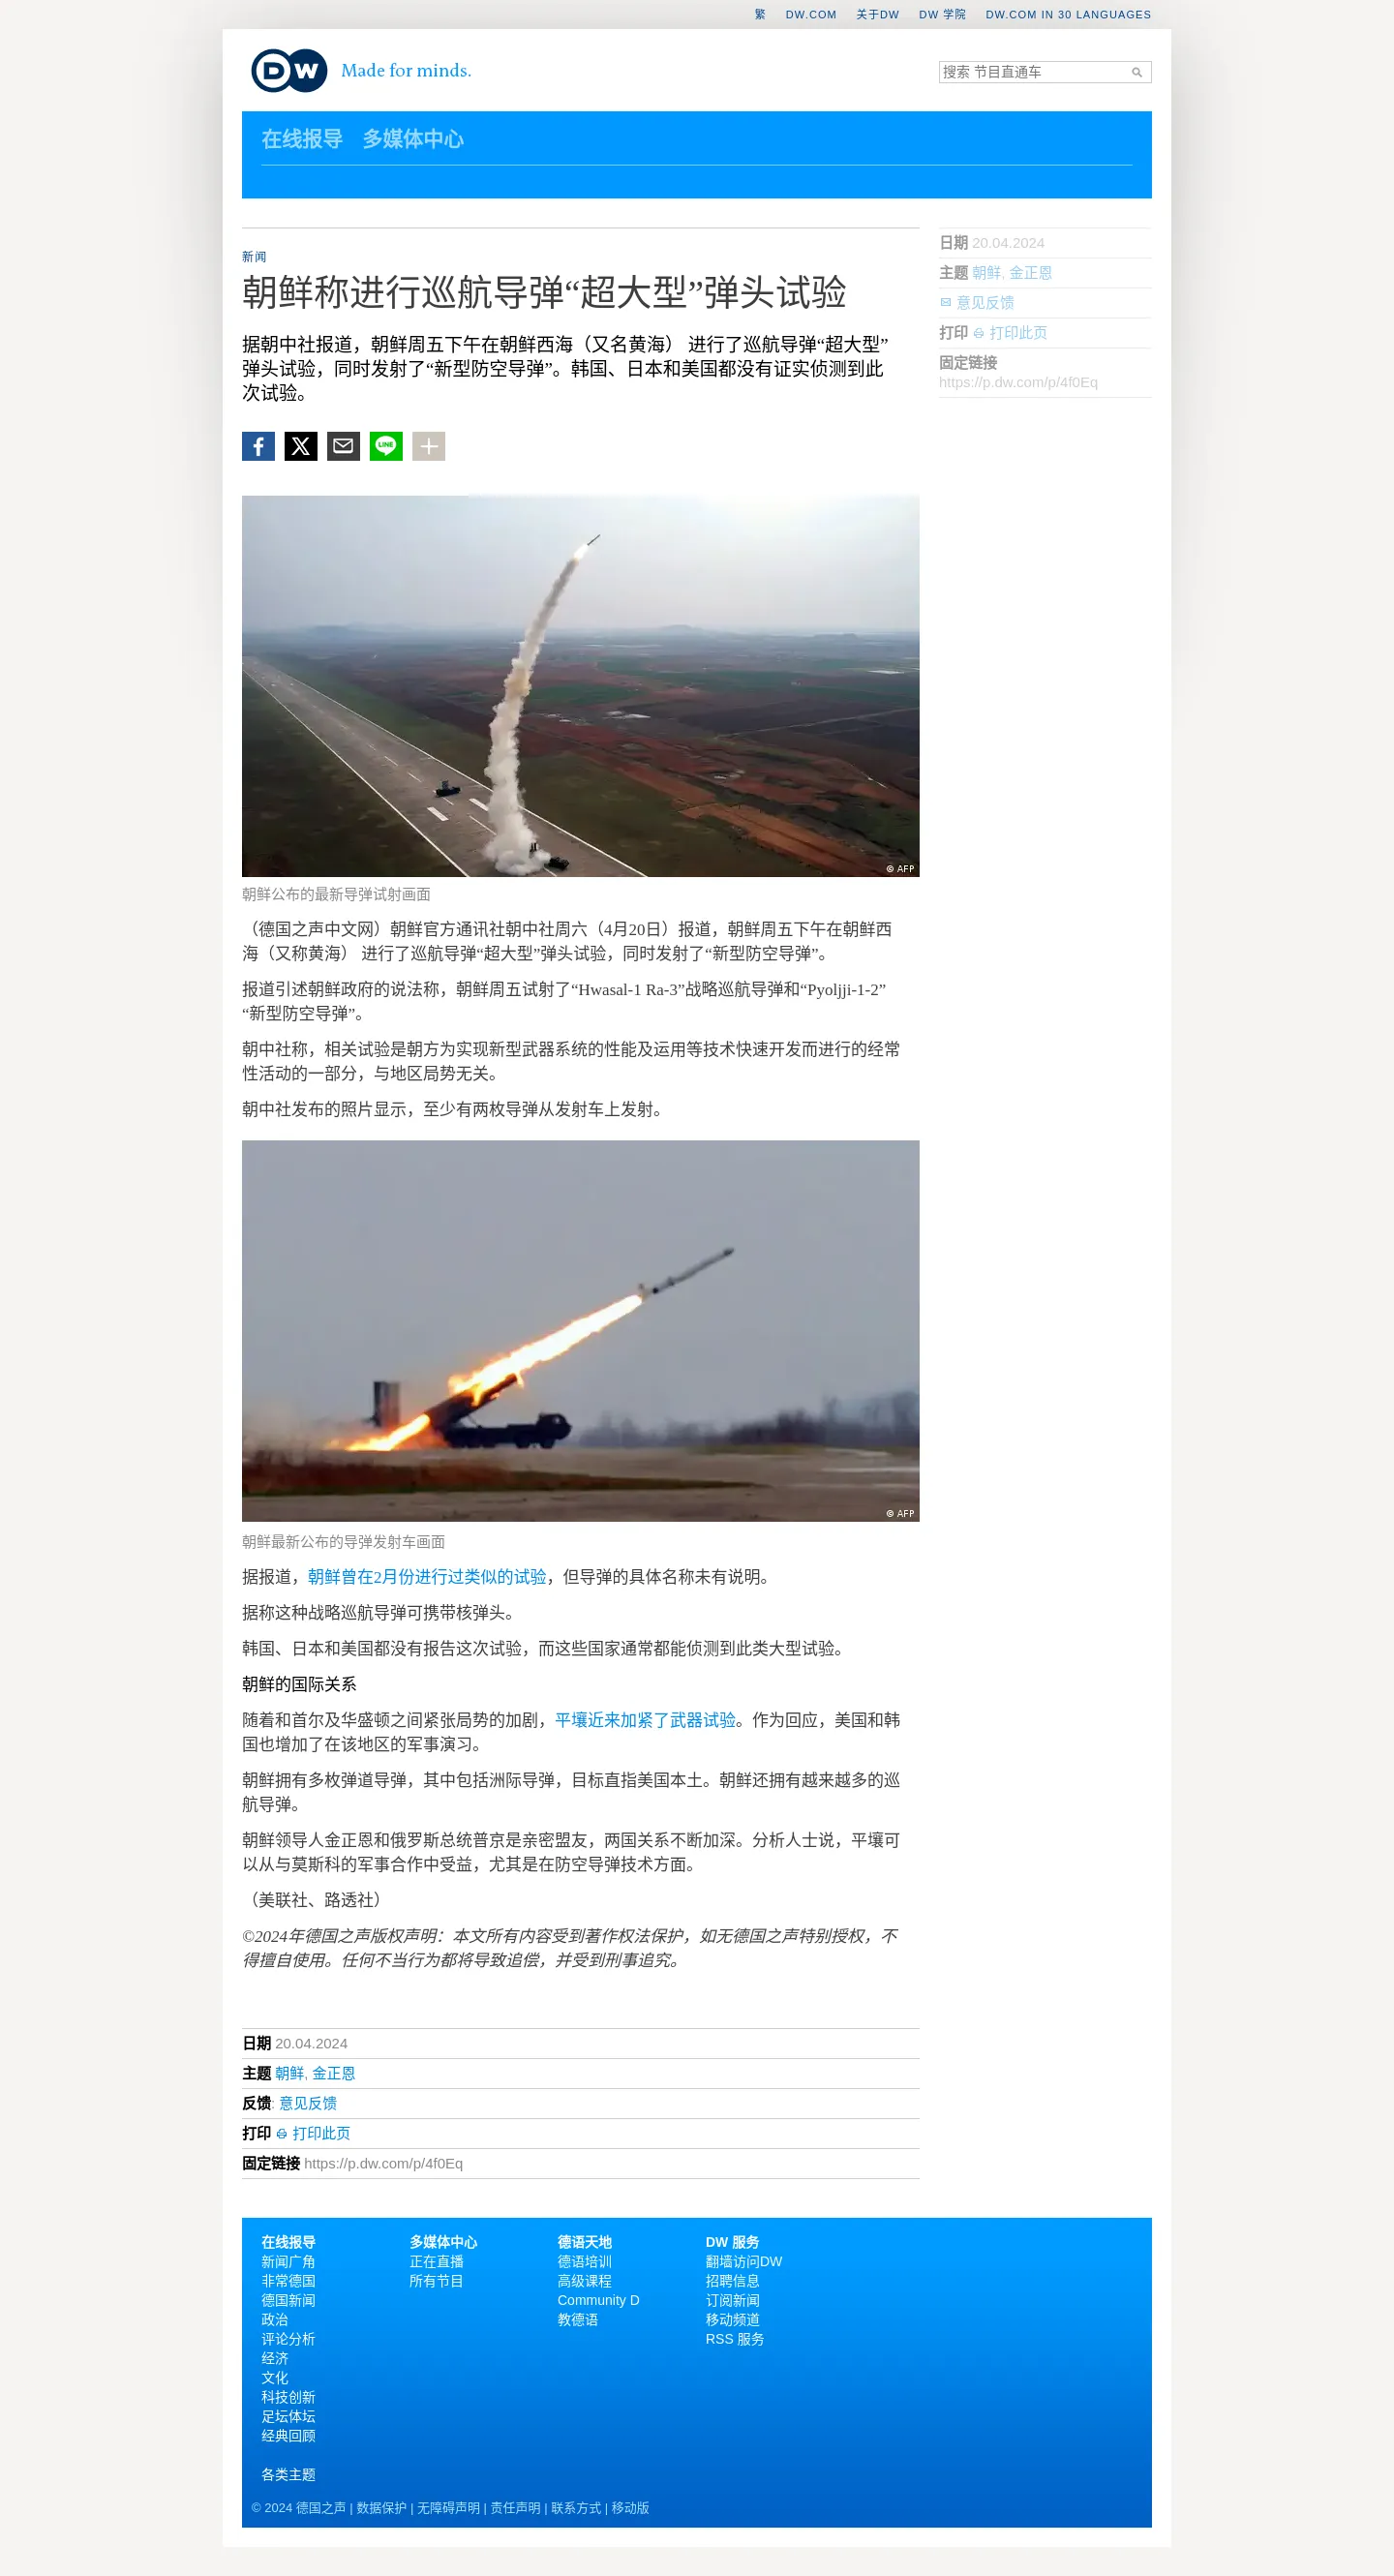 繁 DW.COM 关于DW DW 学院 DW.COM IN 30 LANGUAGES
DW Made for minds.
搜索 节目直通车
在线报导 多媒体中心
新闻
朝鲜称进行巡航导弹“超大型”弹头试验
据朝中社报道，朝鲜周五下午在朝鲜西海（又名黄海） 进行了巡航导弹“超大型”
弹头试验，同时发射了“新型防空导弹”。韩国、日本和美国都没有证实侦测到此
次试验。
日期 20.04.2024
主题 朝鲜, 金正恩
意见反馈
打印 打印此页
固定链接
https://p.dw.com/p/4f0Eq
LINE
© AFP
朝鲜公布的最新导弹试射画面
（德国之声中文网）朝鲜官方通讯社朝中社周六（4月20日）报道，朝鲜周五下午在朝鲜西
海（又称黄海） 进行了巡航导弹“超大型”弹头试验，同时发射了“新型防空导弹”。
报道引述朝鲜政府的说法称，朝鲜周五试射了“Hwasal-1 Ra-3”战略巡航导弹和“Pyoljji-1-2”
“新型防空导弹”。
朝中社称，相关试验是朝方为实现新型武器系统的性能及运用等技术快速开发而进行的经常
性活动的一部分，与地区局势无关。
朝中社发布的照片显示，至少有两枚导弹从发射车上发射。
© AFP
朝鲜最新公布的导弹发射车画面
据报道，朝鲜曾在2月份进行过类似的试验，但导弹的具体名称未有说明。
据称这种战略巡航导弹可携带核弹头。
韩国、日本和美国都没有报告这次试验，而这些国家通常都能侦测到此类大型试验。
朝鲜的国际关系
随着和首尔及华盛顿之间紧张局势的加剧，平壤近来加紧了武器试验。作为回应，美国和韩
国也增加了在该地区的军事演习。
朝鲜拥有多枚弹道导弹，其中包括洲际导弹，目标直指美国本土。朝鲜还拥有越来越多的巡
航导弹。
朝鲜领导人金正恩和俄罗斯总统普京是亲密盟友，两国关系不断加深。分析人士说，平壤可
以从与莫斯科的军事合作中受益，尤其是在防空导弹技术方面。
（美联社、路透社）
©2024年德国之声版权声明：本文所有内容受到著作权法保护，如无德国之声特别授权，不
得擅自使用。任何不当行为都将导致追偿，并受到刑事追究。
日期 20.04.2024
主题 朝鲜, 金正恩
反馈: 意见反馈
打印 打印此页
固定链接 https://p.dw.com/p/4f0Eq
在线报导
新闻广角
非常德国
德国新闻
政治
评论分析
经济
文化
科技创新
足坛体坛
经典回顾
各类主题
多媒体中心
正在直播
所有节目
德语天地
德语培训
高级课程
Community D
教德语
DW 服务
翻墙访问DW
招聘信息
订阅新闻
移动频道
RSS 服务
© 2024 德国之声 | 数据保护 | 无障碍声明 | 责任声明 | 联系方式 | 移动版